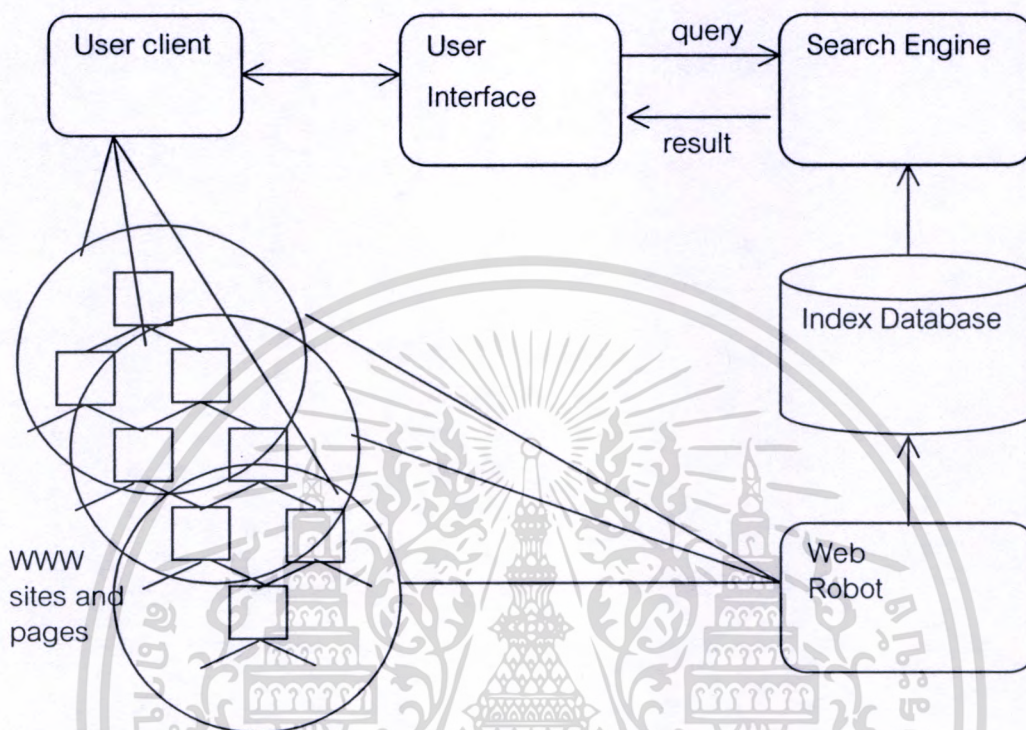 User client
User
Interface
query
result
Search Engine
Index Database
Web
Robot
WWW
sites and
pages